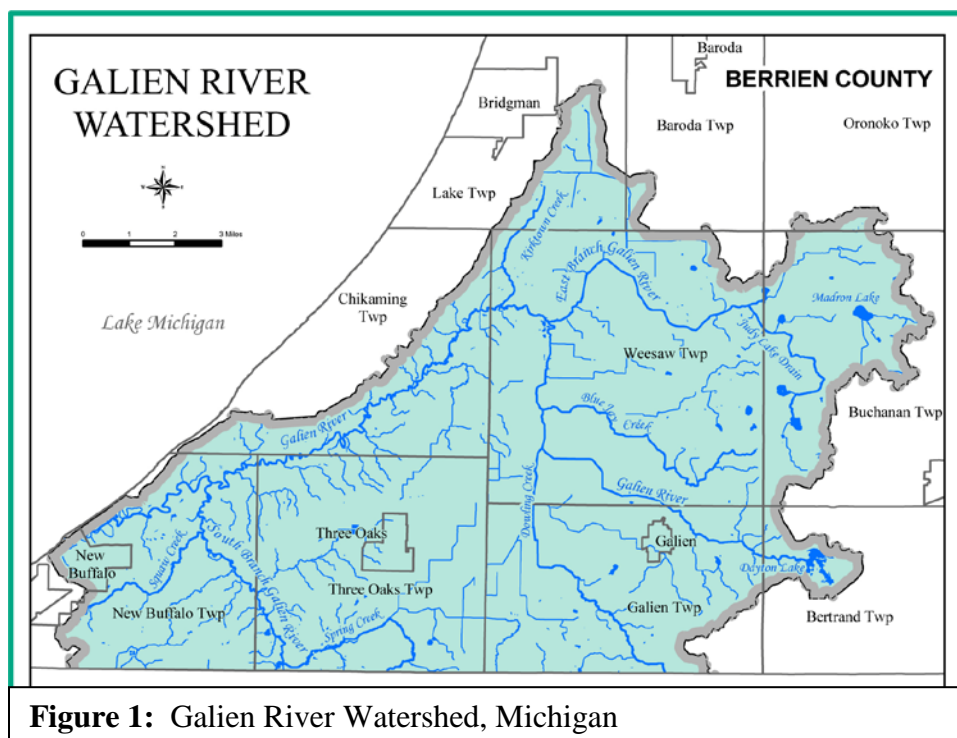 GALIEN RIVER
WATERSHED
BERRIEN COUNTY
Baroda
Bridgman
Baroda Twp
Oronoko Twp
Lake Twp
N
W
E
S
0 1 2 3 Miles
Kirktown Creek
East Branch Galien River
Chikaming
Twp
Lake Michigan
Madron Lake
Judy Lake Drain
Weesaw Twp
Blue Jay Creek
Buchanan Twp
Galien River
Galien River
Dowling Creek
Three Oaks
Galien
New
Buffalo
Squaw Creek
South Branch Galien River
Dayton Lake
Three Oaks Twp
New Buffalo Twp
Spring Creek
Galien Twp
Bertrand Twp
Figure 1: Galien River Watershed, Michigan